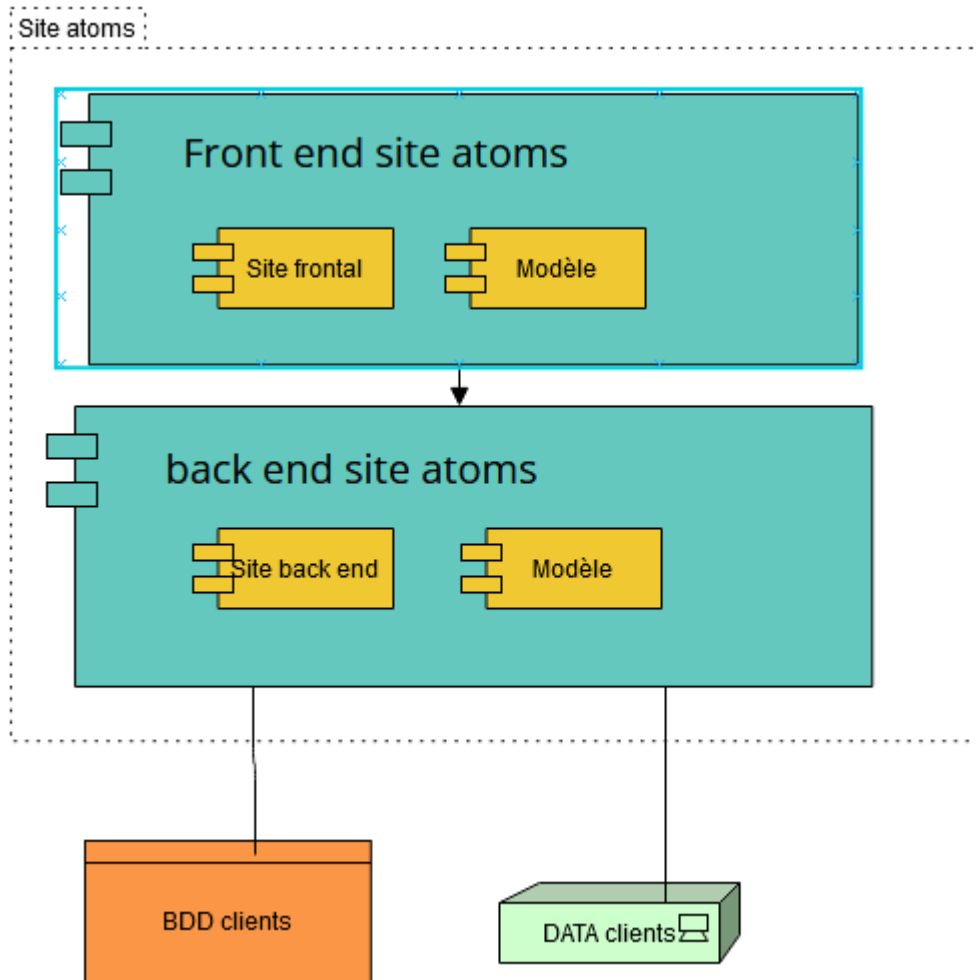 Site atoms
Front end site atoms
Site frontal
Modèle
back end site atoms
Site back end
Modèle
BDD clients
DATA clients